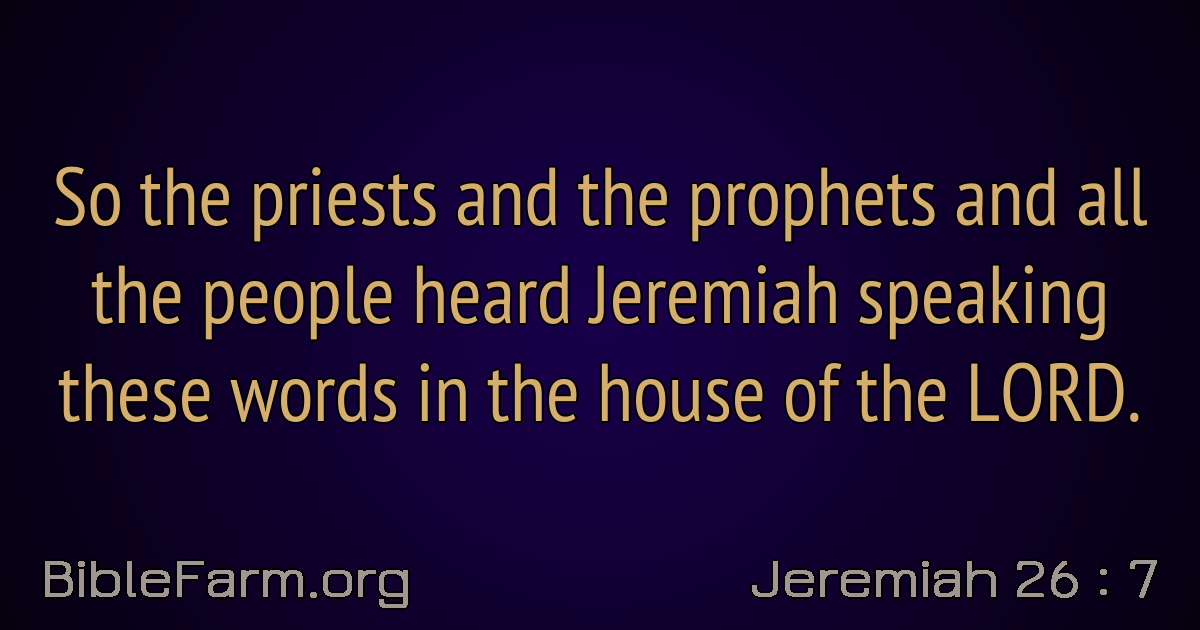 So the priests and the prophets and all
the people heard Jeremiah speaking
these words in the house of the LORD.
BibleFarm.org
Jeremiah 26 : 7